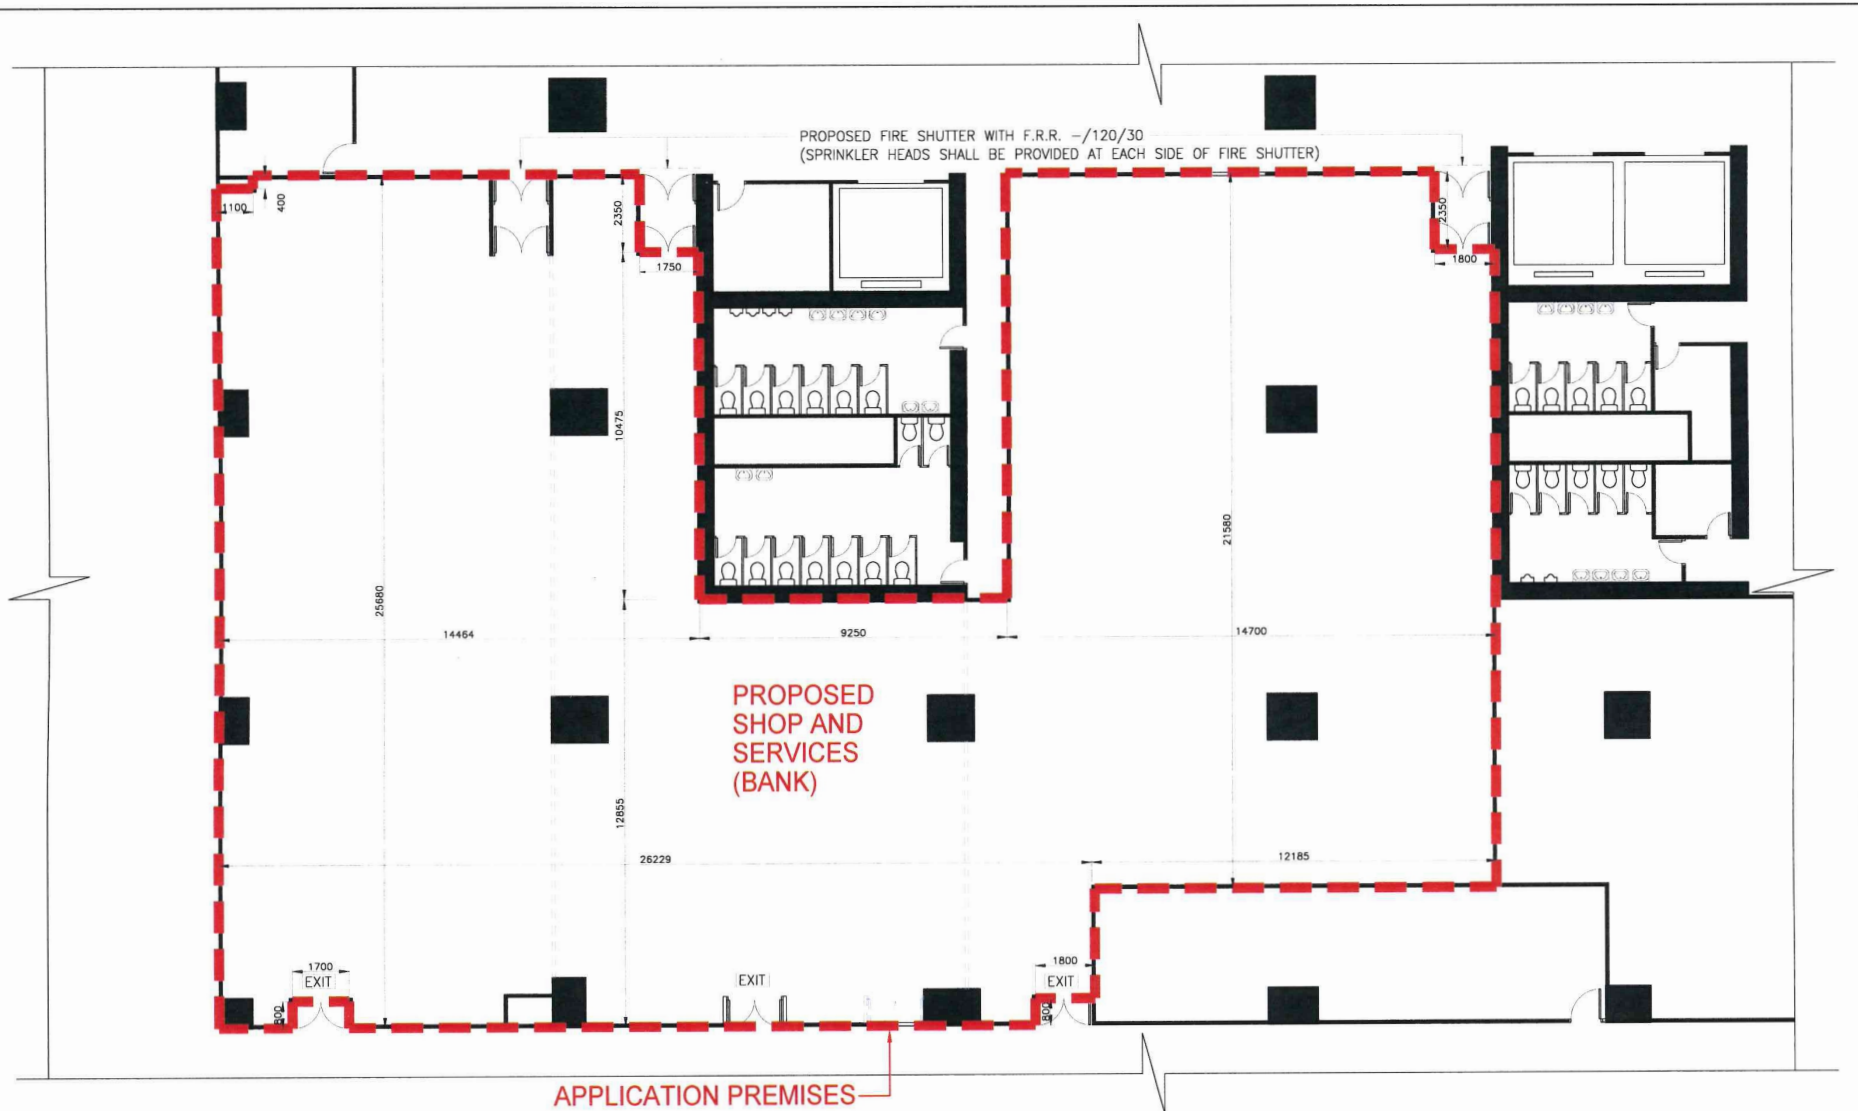 PROPOSED FIRE SHUTTER WITH F.R.R. -/120/30
(SPRINKLER HEADS SHALL BE PROVIDED AT EACH SIDE OF FIRE SHUTTER)
1100
400
2350
2350
1750
1800
10475
21580
25680
14464
9250
14700
PROPOSED
SHOP AND
SERVICES
(BANK)
12855
26229
12185
1700
EXIT
800
EXIT
1800
EXIT
800
APPLICATION PREMISES